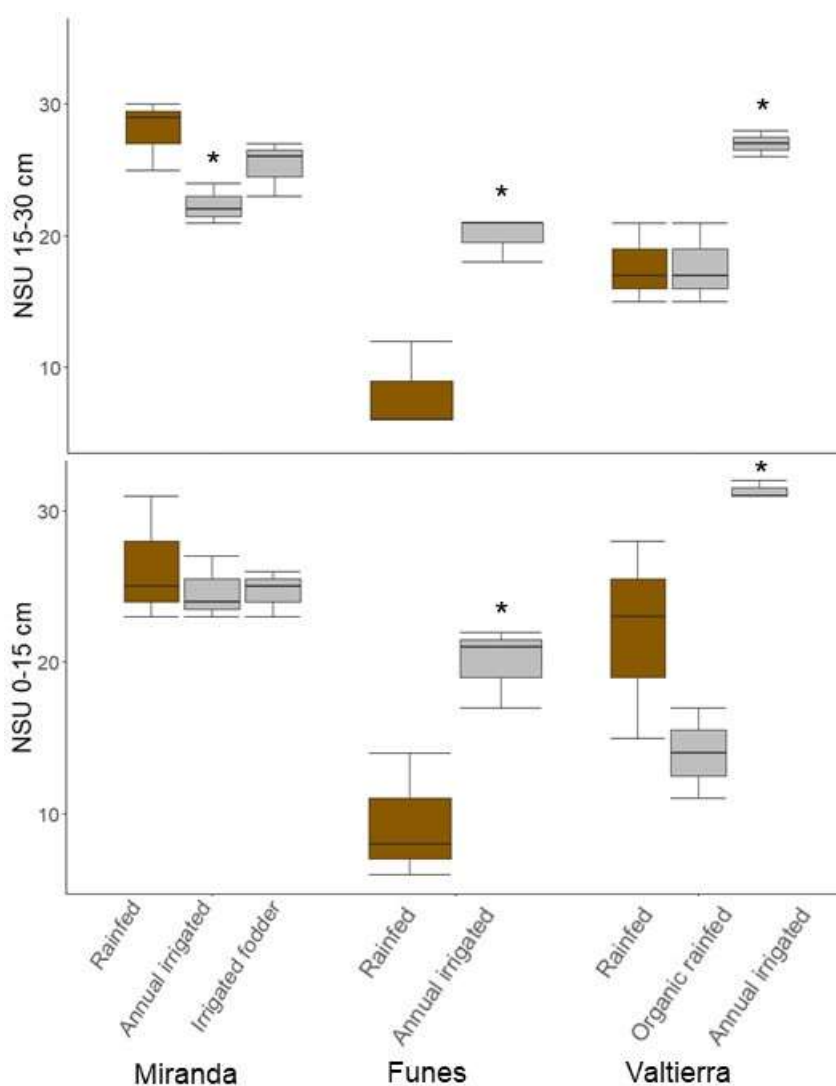 NSU 15-30 cm
30
20
10
*
*
*
NSU 0-15 cm
30
20
10
*
*
Rainfed
Annual irrigated
Irrigated fodder
Rainfed
Annual irrigated
Rainfed
Organic rainfed
Annual irrigated
Miranda Funes Valtierra